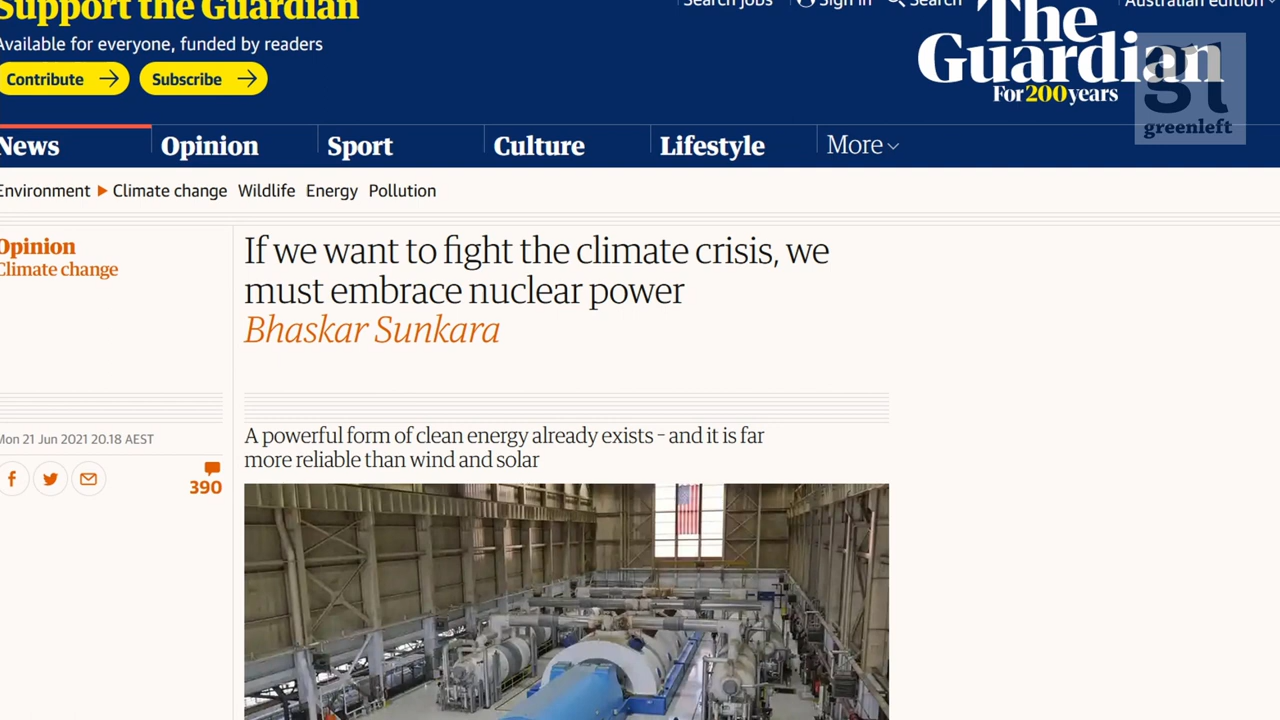 Support the Guardian
Available for everyone, funded by readers
Contribute
Subscribe
Search jobs
Sign in
Search
Australian edition
The
Guardian
For 200 years
gl
greenleft
News
Opinion
Sport
Culture
Lifestyle
More
Environment
Climate change
Wildlife
Energy
Pollution
Opinion
Climate change
If we want to fight the climate crisis, we
must embrace nuclear power
Bhaskar Sunkara
Mon 21 Jun 2021 20.18 AEST
390
A powerful form of clean energy already exists – and it is far
more reliable than wind and solar